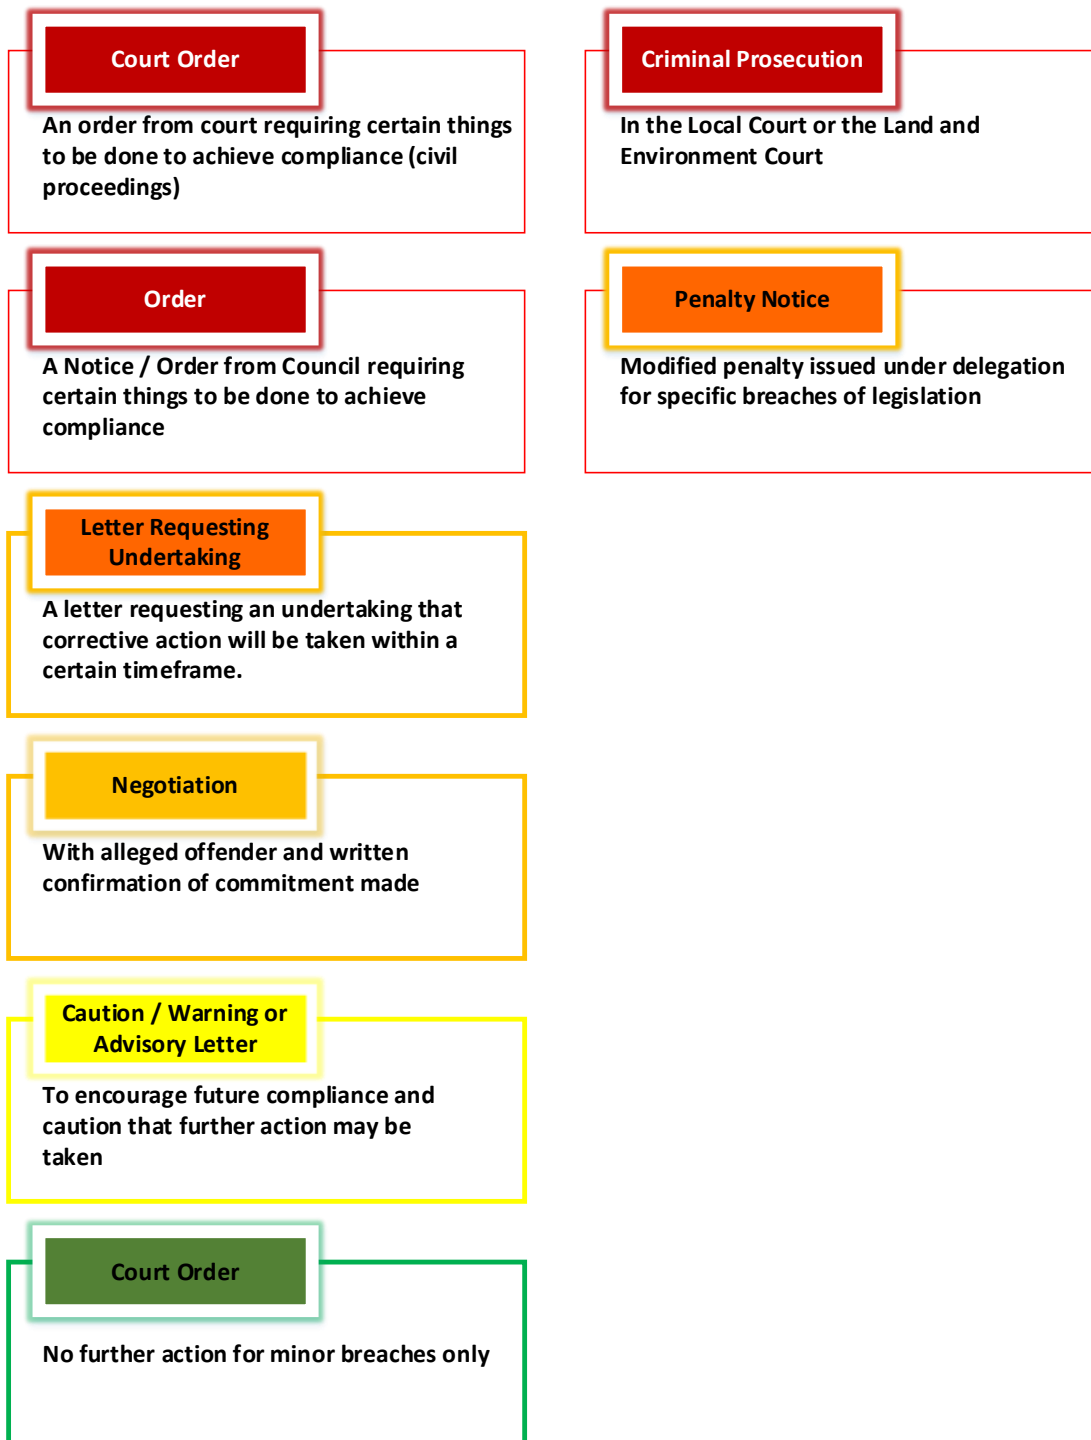 Court Order
An order from court requiring certain things
to be done to achieve compliance (civil
proceedings)
Criminal Prosecution
In the Local Court or the Land and
Environment Court
Order
A Notice / Order from Council requiring
certain things to be done to achieve
compliance
Penalty Notice
Modified penalty issued under delegation
for specific breaches of legislation
Letter Requesting
Undertaking
A letter requesting an undertaking that
corrective action will be taken within a
certain timeframe.
Negotiation
With alleged offender and written
confirmation of commitment made
Caution / Warning or
Advisory Letter
To encourage future compliance and
caution that further action may be
taken
Court Order
No further action for minor breaches only